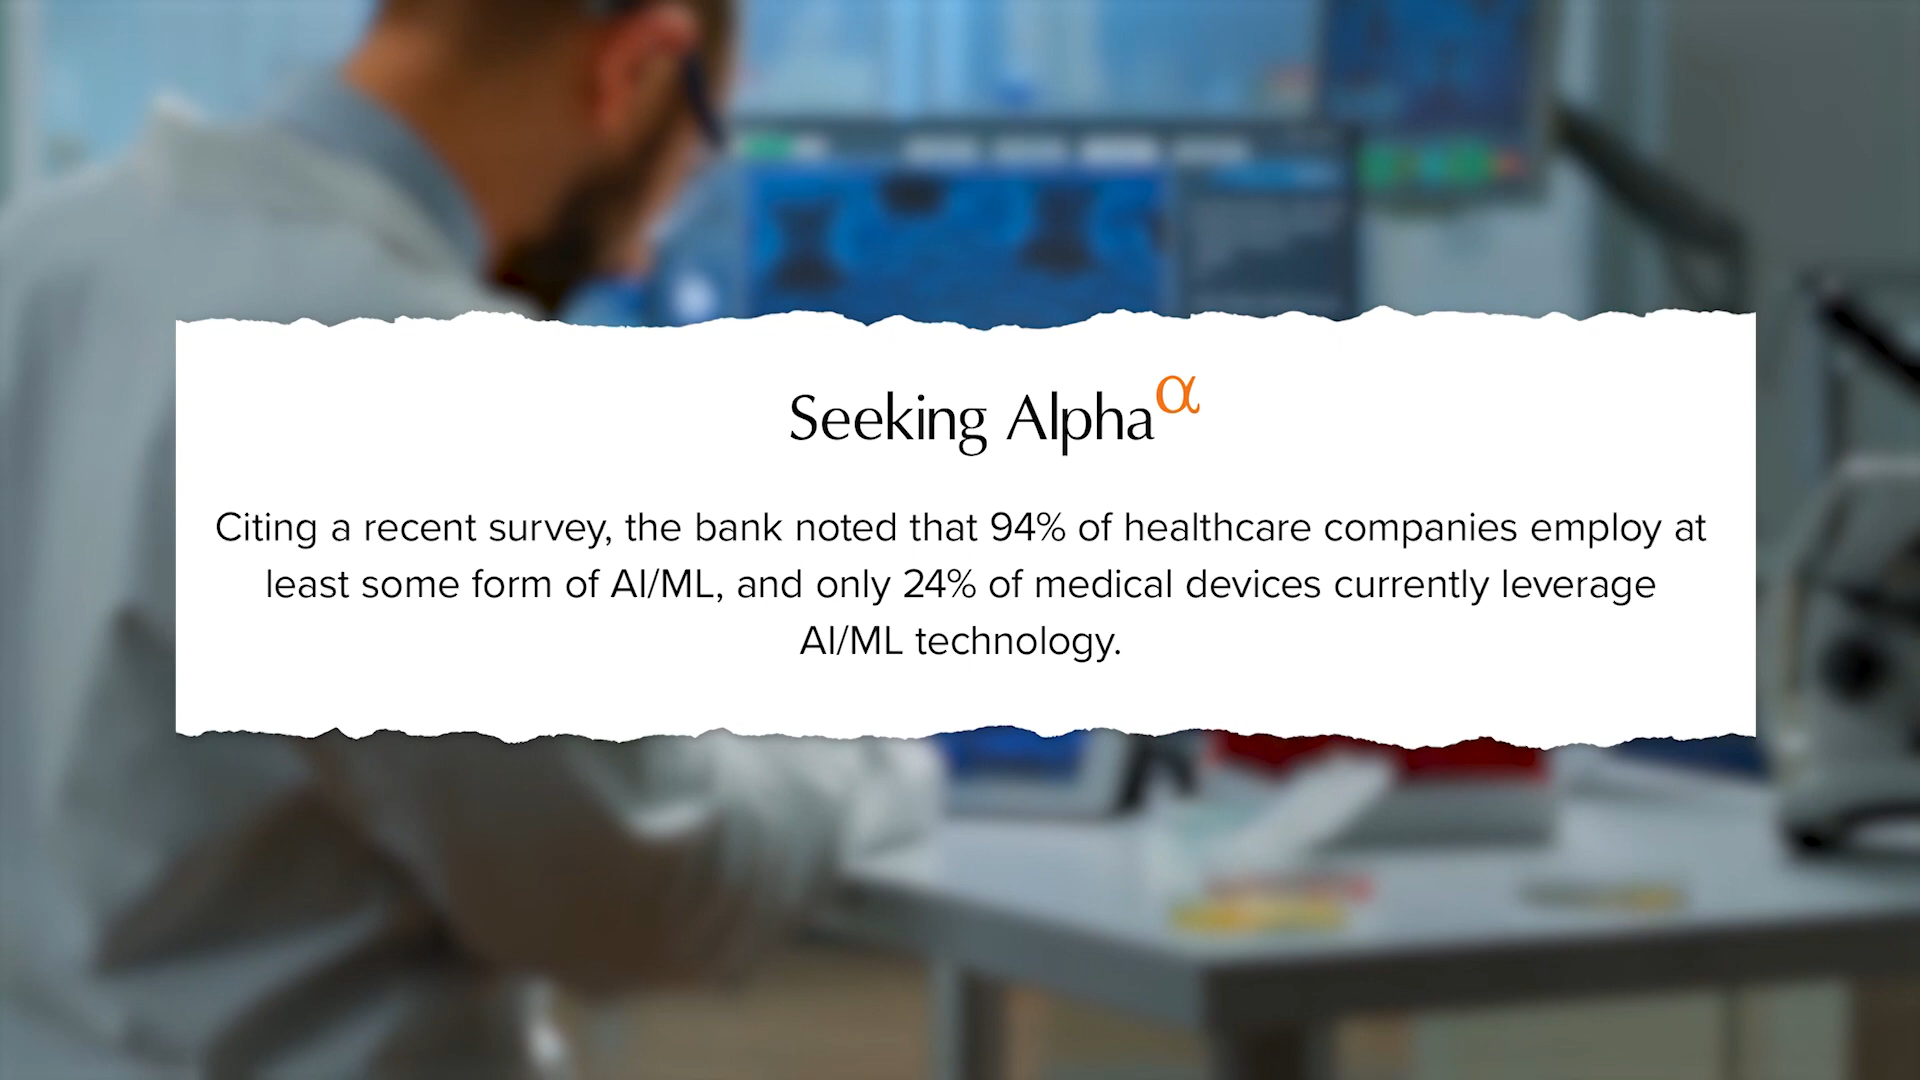 Seeking Alpha α
Citing a recent survey, the bank noted that 94% of healthcare companies employ at
least some form of AI/ML, and only 24% of medical devices currently leverage
AI/ML technology.